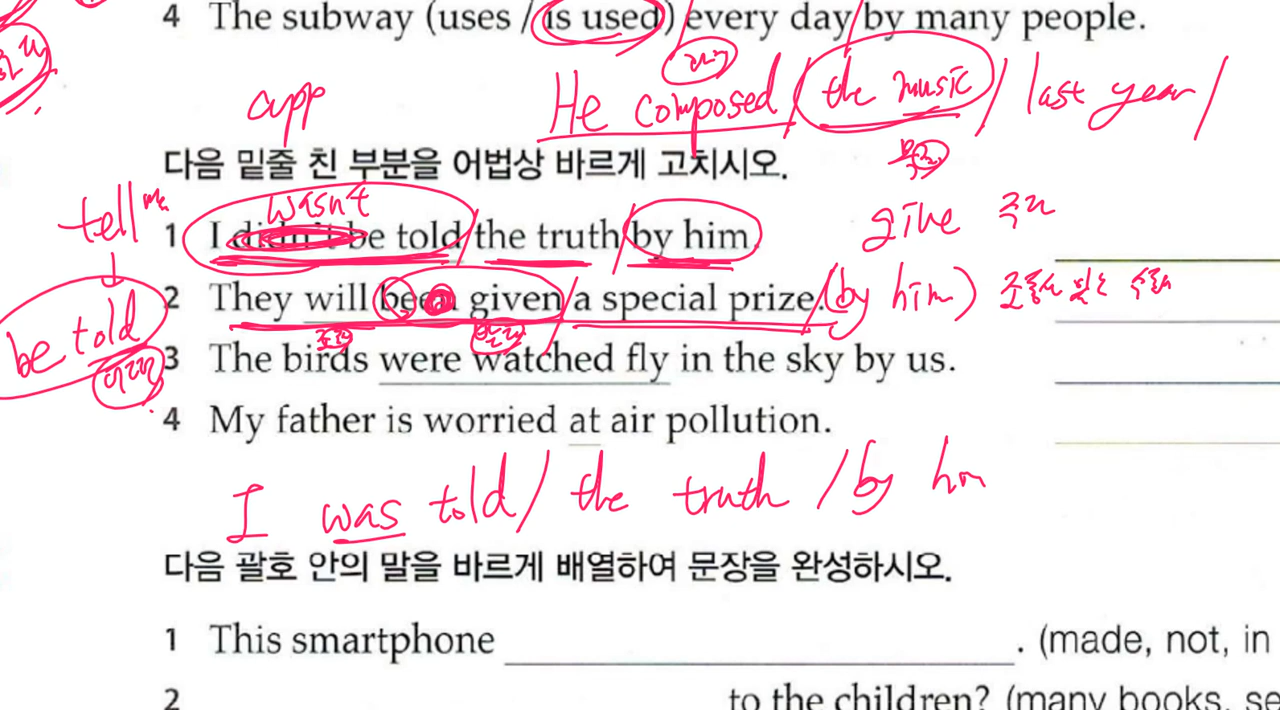 4 The subway (uses / is used) / every day / by many people.
app
He composed / the music / last year /
다음 밑줄 친 부분을 어법상 바르게 고치시오.
tell me
wasn't
1 I didn't be told / the truth / by him.
give 주다
be told
2 They will been given / a special prize. (by him)
3 The birds were watched fly in the sky by us.
4 My father is worried at air pollution.
I was told / the truth / by him
다음 괄호 안의 말을 바르게 배열하여 문장을 완성하시오.
1 This smartphone . (made, not, in
2 to the children? (many books, se